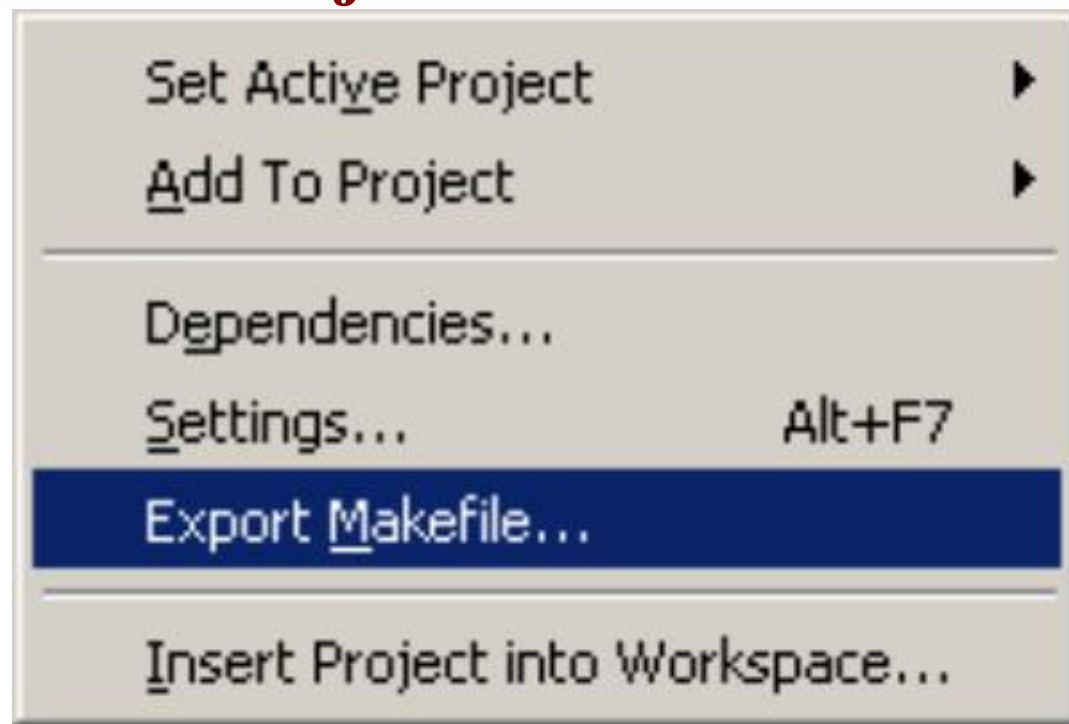 Set Active Project
Add To Project
Dependencies...
Settings... Alt+F7
Export Makefile...
Insert Project into Workspace...